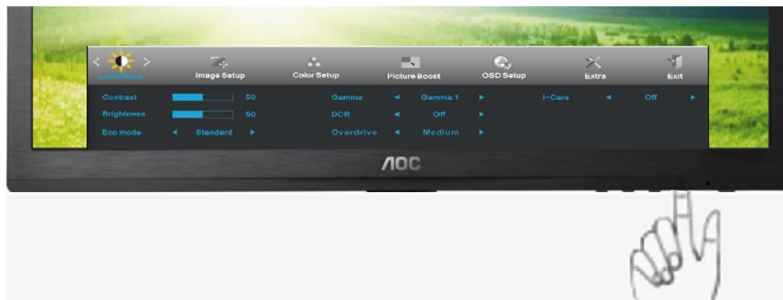 Luminance Image Setup Color Setup Picture Boost OSD Setup Extra Exit
Contrast 50 Gamma Gamma 1 I-Care Off
Brightness 50 DCR Off
Eco mode Standard Overdrive Medium
AOC